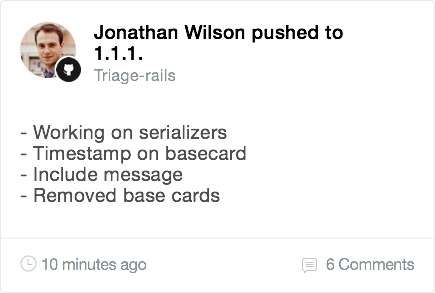 Jonathan Wilson pushed to
1.1.1.
Triage-rails
- Working on serializers
- Timestamp on basecard
- Include message
- Removed base cards
10 minutes ago
6 Comments